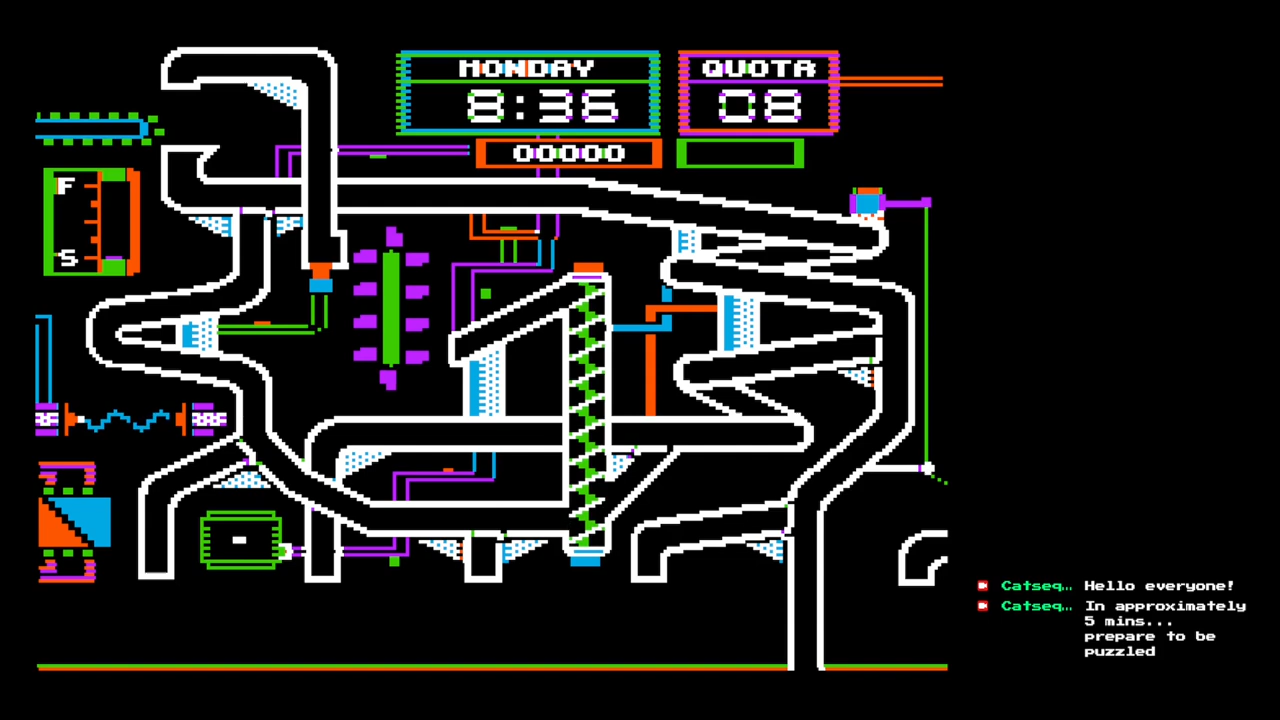 MONDAY
QUOTA
8:36
08
00000
F
S
Catseq… Hello everyone!
Catseq… In approximately
5 mins...
prepare to be
puzzled